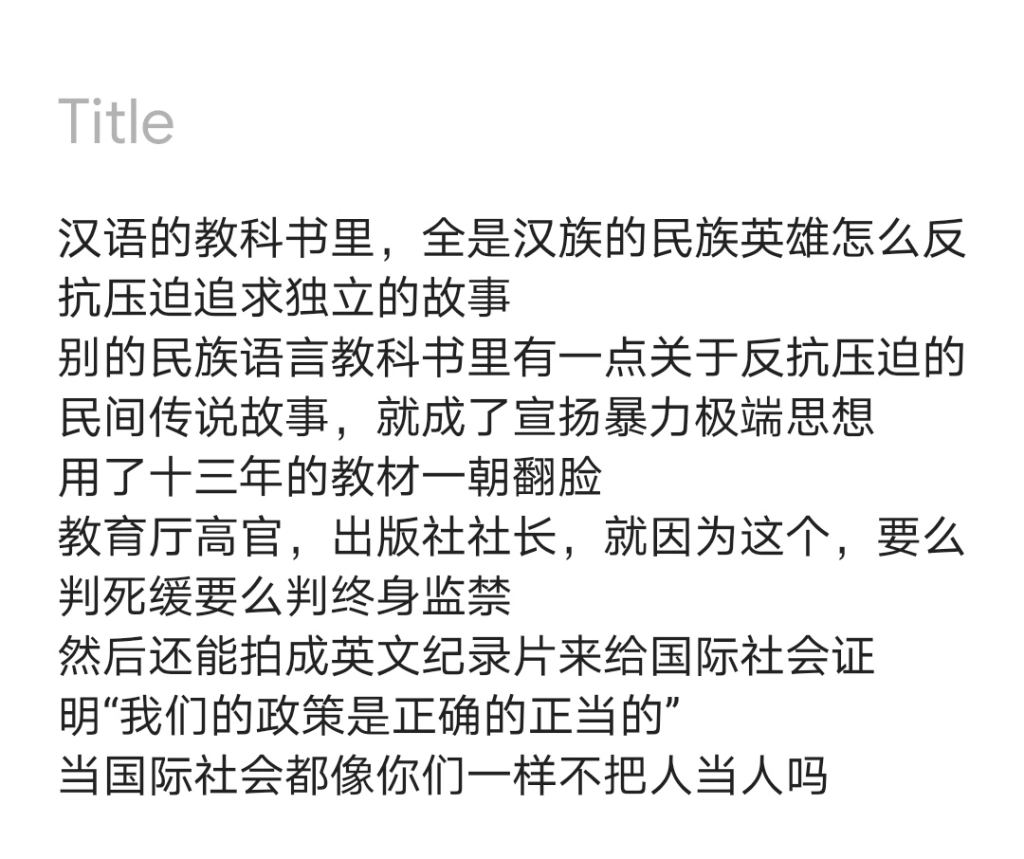 Title
汉语的教科书里，全是汉族的民族英雄怎么反
抗压迫追求独立的故事
别的民族语言教科书里有一点关于反抗压迫的
民间传说故事，就成了宣扬暴力极端思想
用了十三年的教材一朝翻脸
教育厅高官，出版社社长，就因为这个，要么
判死缓要么判终身监禁
然后还能拍成英文纪录片来给国际社会证
明“我们的政策是正确的正当的”
当国际社会都像你们一样不把人当人吗